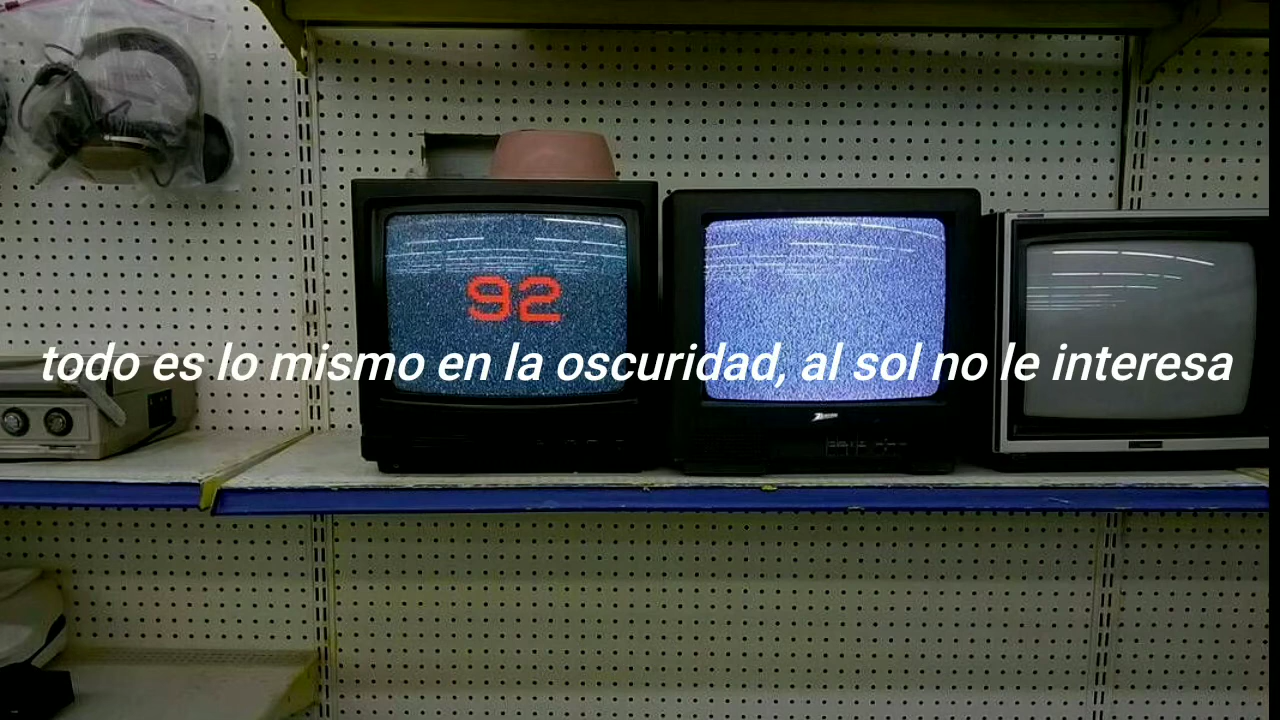 92
todo es lo mismo en la oscuridad, al sol no le interesa